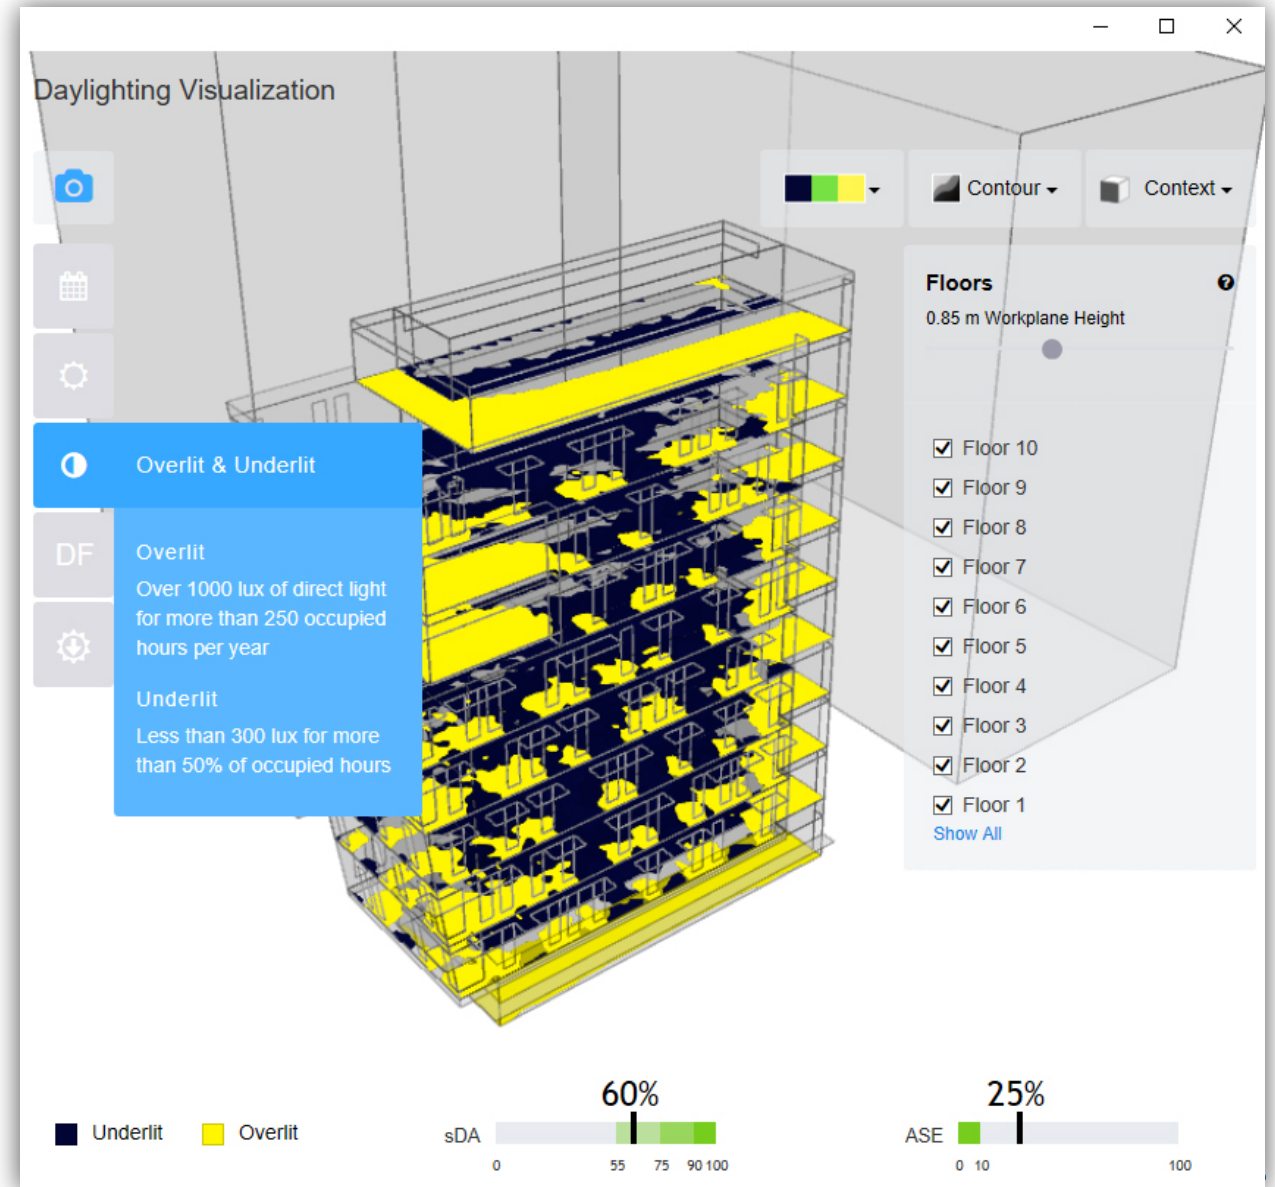 Daylighting Visualization
Contour
Context
Floors
0.85 m Workplane Height
Floor 10
Floor 9
Floor 8
Floor 7
Floor 6
Floor 5
Floor 4
Floor 3
Floor 2
Floor 1
Show All
Overlit & Underlit
DF
Overlit
Over 1000 lux of direct light
for more than 250 occupied
hours per year
Underlit
Less than 300 lux for more
than 50% of occupied hours
Underlit
Overlit
60%
sDA
0 55 75 90 100
25%
ASE
0 10 100